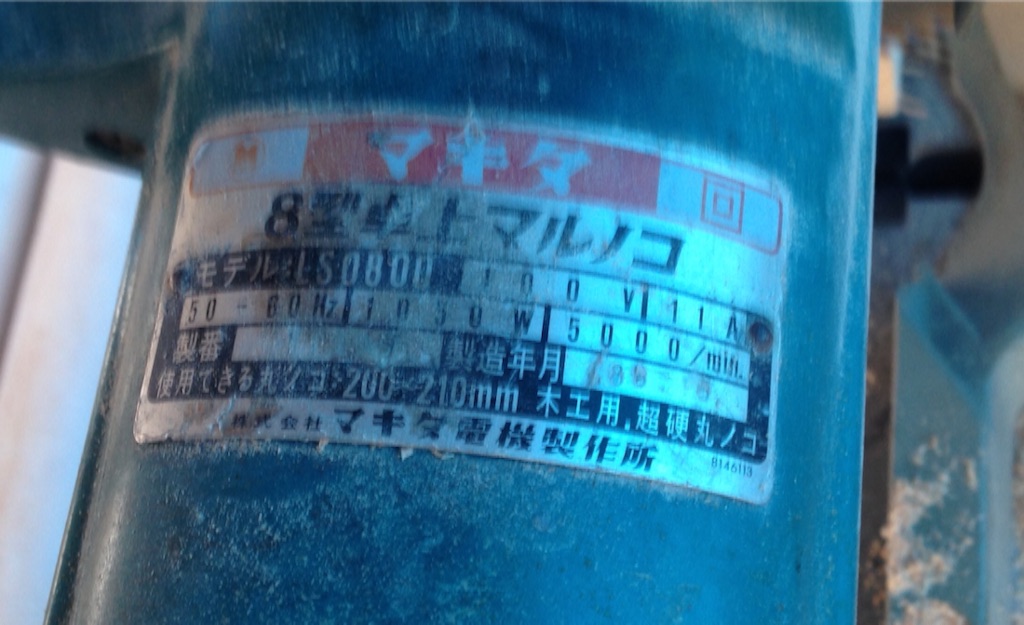 M マキタ
8型卓上マルノコ
モデル LS0800 100V 11A
50-60Hz 1050W 5000/min.
製番 製造年月
使用できる丸ノコ 200~210mm 木工用,超硬丸ノコ
株式会社マキタ電機製作所
8146113